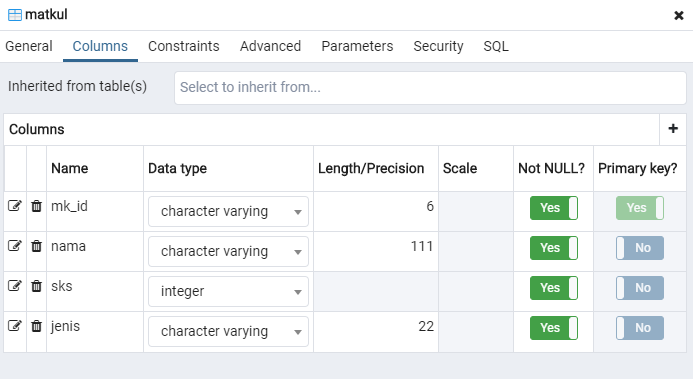 matkul
General Columns Constraints Advanced Parameters Security SQL
Inherited from table(s) Select to inherit from...
Columns
Name Data type Length/Precision Scale Not NULL? Primary key?
mk_id character varying 6 Yes Yes
nama character varying 111 Yes No
sks integer Yes No
jenis character varying 22 Yes No